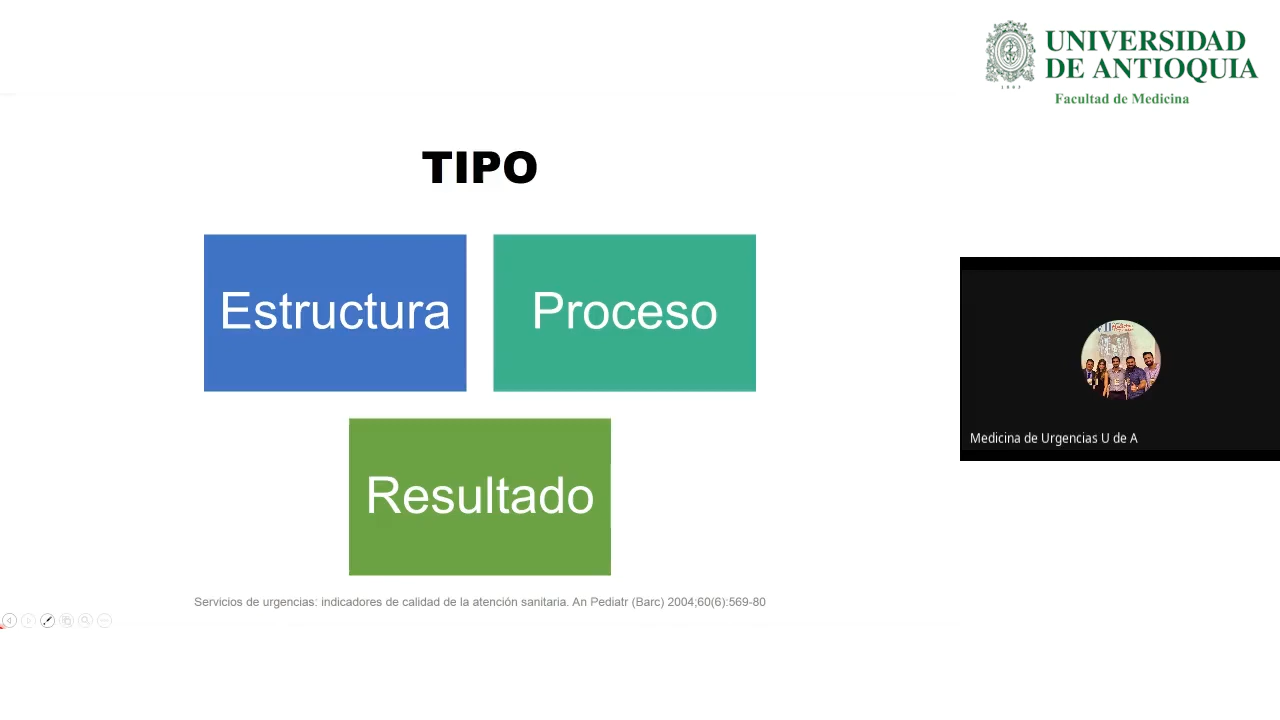 UNIVERSIDAD
DE ANTIOQUIA
1803
Facultad de Medicina
TIPO
Estructura
Proceso
Resultado
Medicina de Urgencias U de A
Servicios de urgencias: indicadores de calidad de la atención sanitaria. An Pediatr (Barc) 2004;60(6):569-80